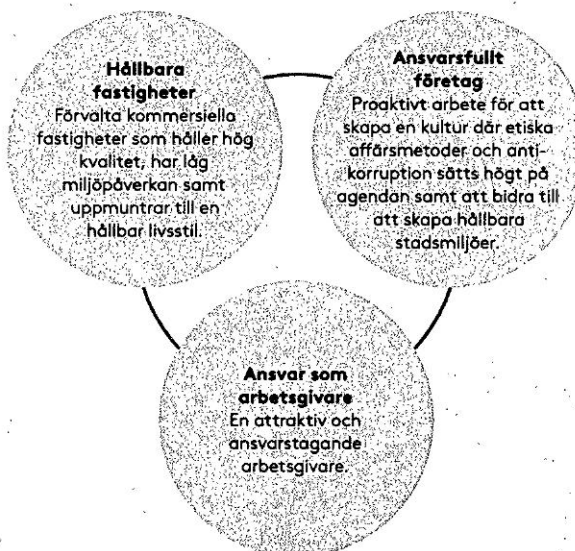 Hållbara
fastigheter
Förvalta kommersiella
fastigheter som håller hög
kvalitet, har låg
miljöpåverkan samt
uppmuntrar till en
hållbar livsstil.
Ansvarsfullt
företag
Proaktivt arbete för att
skapa en kultur där etiska
affärsmetoder och anti-
korruption sätts högt på
agendan samt att bidra till
att skapa hållbara
stadsmiljöer.
Ansvar som
arbetsgivare
En attraktiv och
ansvarstagande
arbetsgivare.